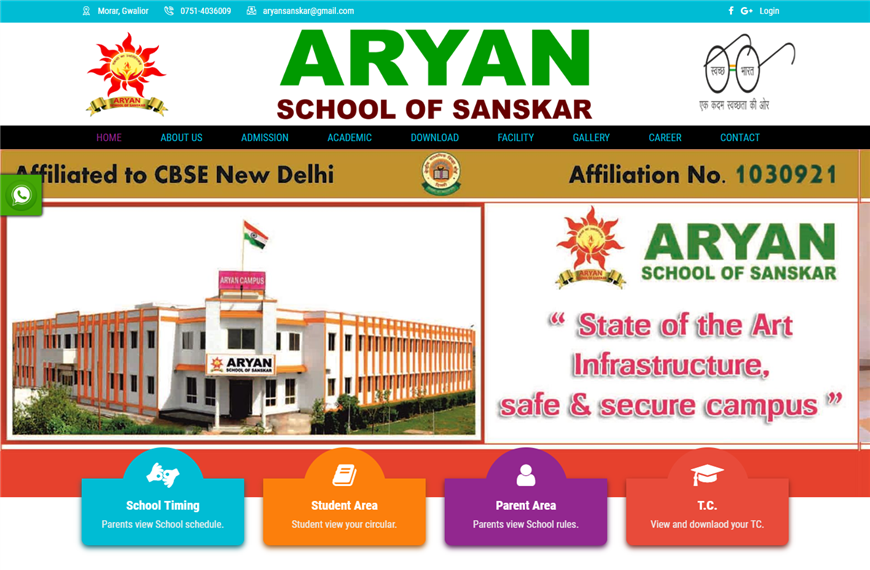 Morar, Gwalior 0751-4036009 aryansanskar@gmail.com Login
ARYAN
SCHOOL OF SANSKAR
ARYAN
स्वच्छ भारत
एक कदम स्वच्छता की ओर
HOME ABOUT US ADMISSION ACADEMIC DOWNLOAD FACILITY GALLERY CAREER CONTACT
Affiliated to CBSE New Delhi Affiliation No. 1030921
ARYAN CAMPUS
ARYAN
SCHOOL OF SANSKAR
ARYAN
ARYAN
SCHOOL OF SANSKAR
“ State of the Art
Infrastructure,
safe & secure campus ”
School Timing
Parents view School schedule.
Student Area
Student view your circular.
Parent Area
Parents view School rules.
T.C.
View and downlaod your TC.